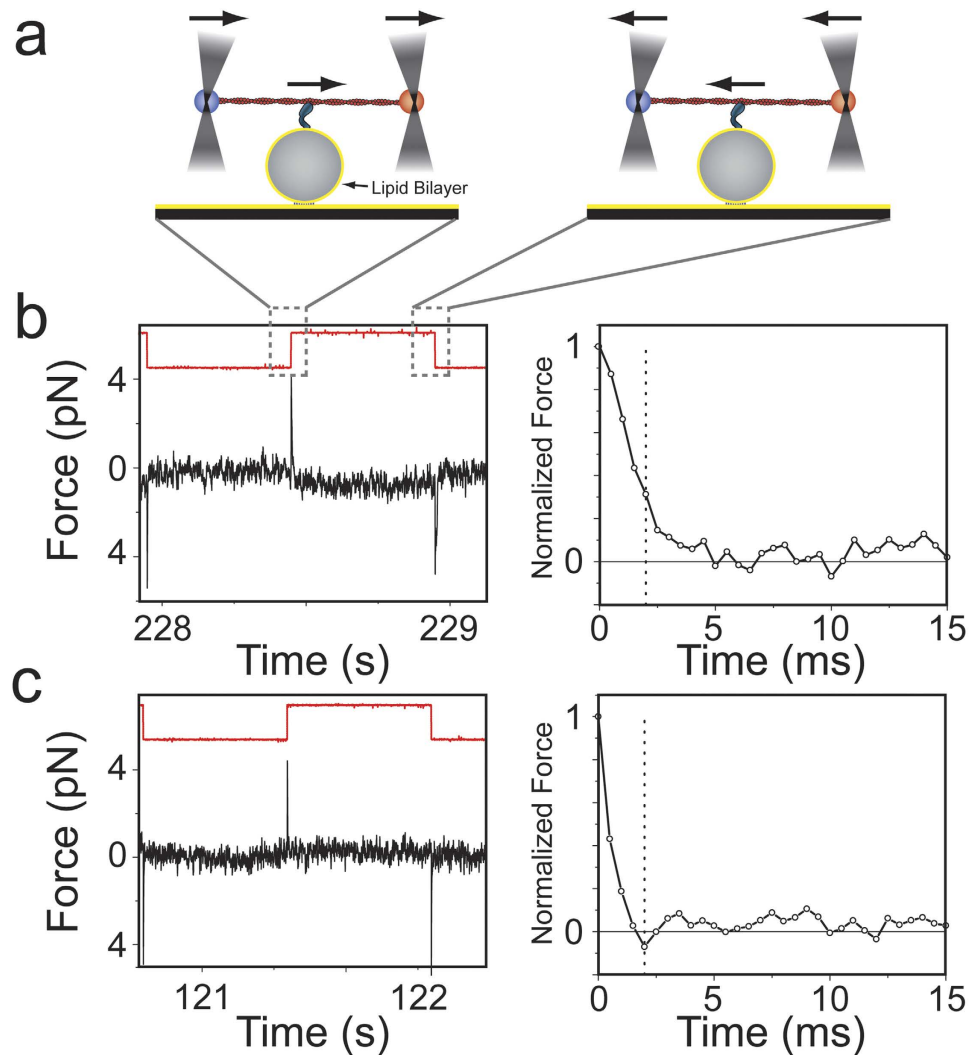 a
Lipid Bilayer
b
Force (pN)
4
0
4
228 229
Time (s)
Normalized Force
1
0
0 5 10 15
Time (ms)
c
Force (pN)
4
0
4
121 122
Time (s)
Normalized Force
1
0
0 5 10 15
Time (ms)